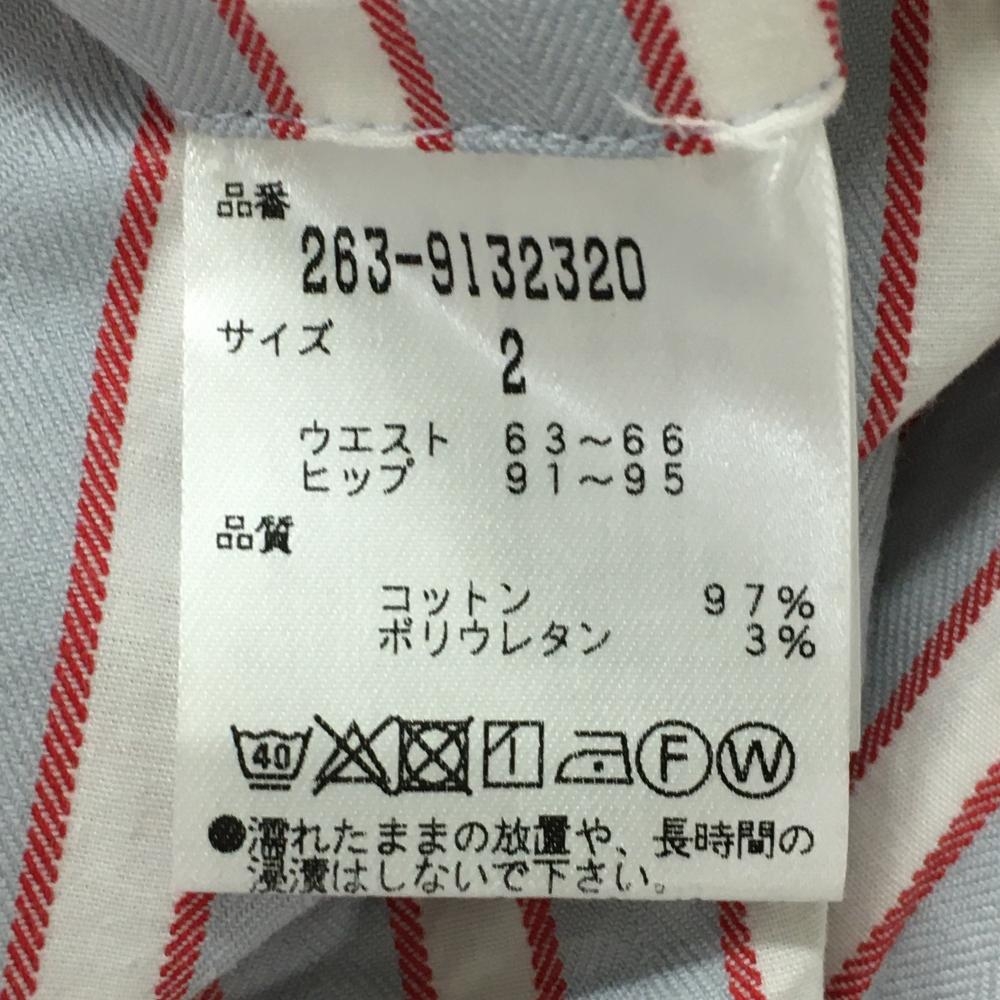 品番
263-9132320
サイズ 2
ウエスト 63〜66
ヒップ 91〜95
品質
コットン 97%
ポリウレタン 3%
40 1 F W
●濡れたままの放置や、長時間の
浸漬はしないで下さい。